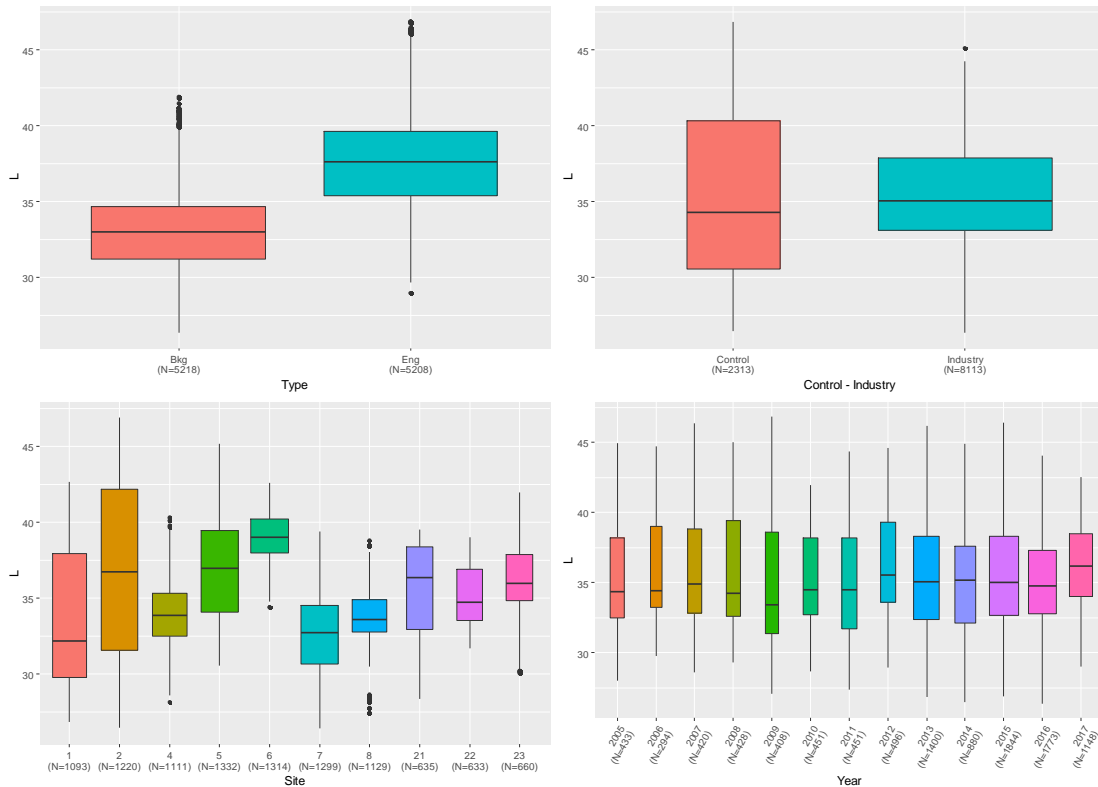 45
40
35
30
L
Bkg
(N=5218)
Eng
(N=5208)
Type
45
40
35
30
L
Control
(N=2313)
Industry
(N=8113)
Control - Industry
45
40
35
30
L
1
(N=1093)
2
(N=1220)
4
(N=1111)
5
(N=1332)
6
(N=1314)
7
(N=1299)
8
(N=1129)
21
(N=635)
22
(N=633)
23
(N=660)
Site
45
40
35
30
L
2005
(N=433)
2006
(N=294)
2007
(N=420)
2008
(N=428)
2009
(N=408)
2010
(N=451)
2011
(N=451)
2012
(N=496)
2013
(N=1400)
2014
(N=880)
2015
(N=1844)
2016
(N=1773)
2017
(N=1148)
Year